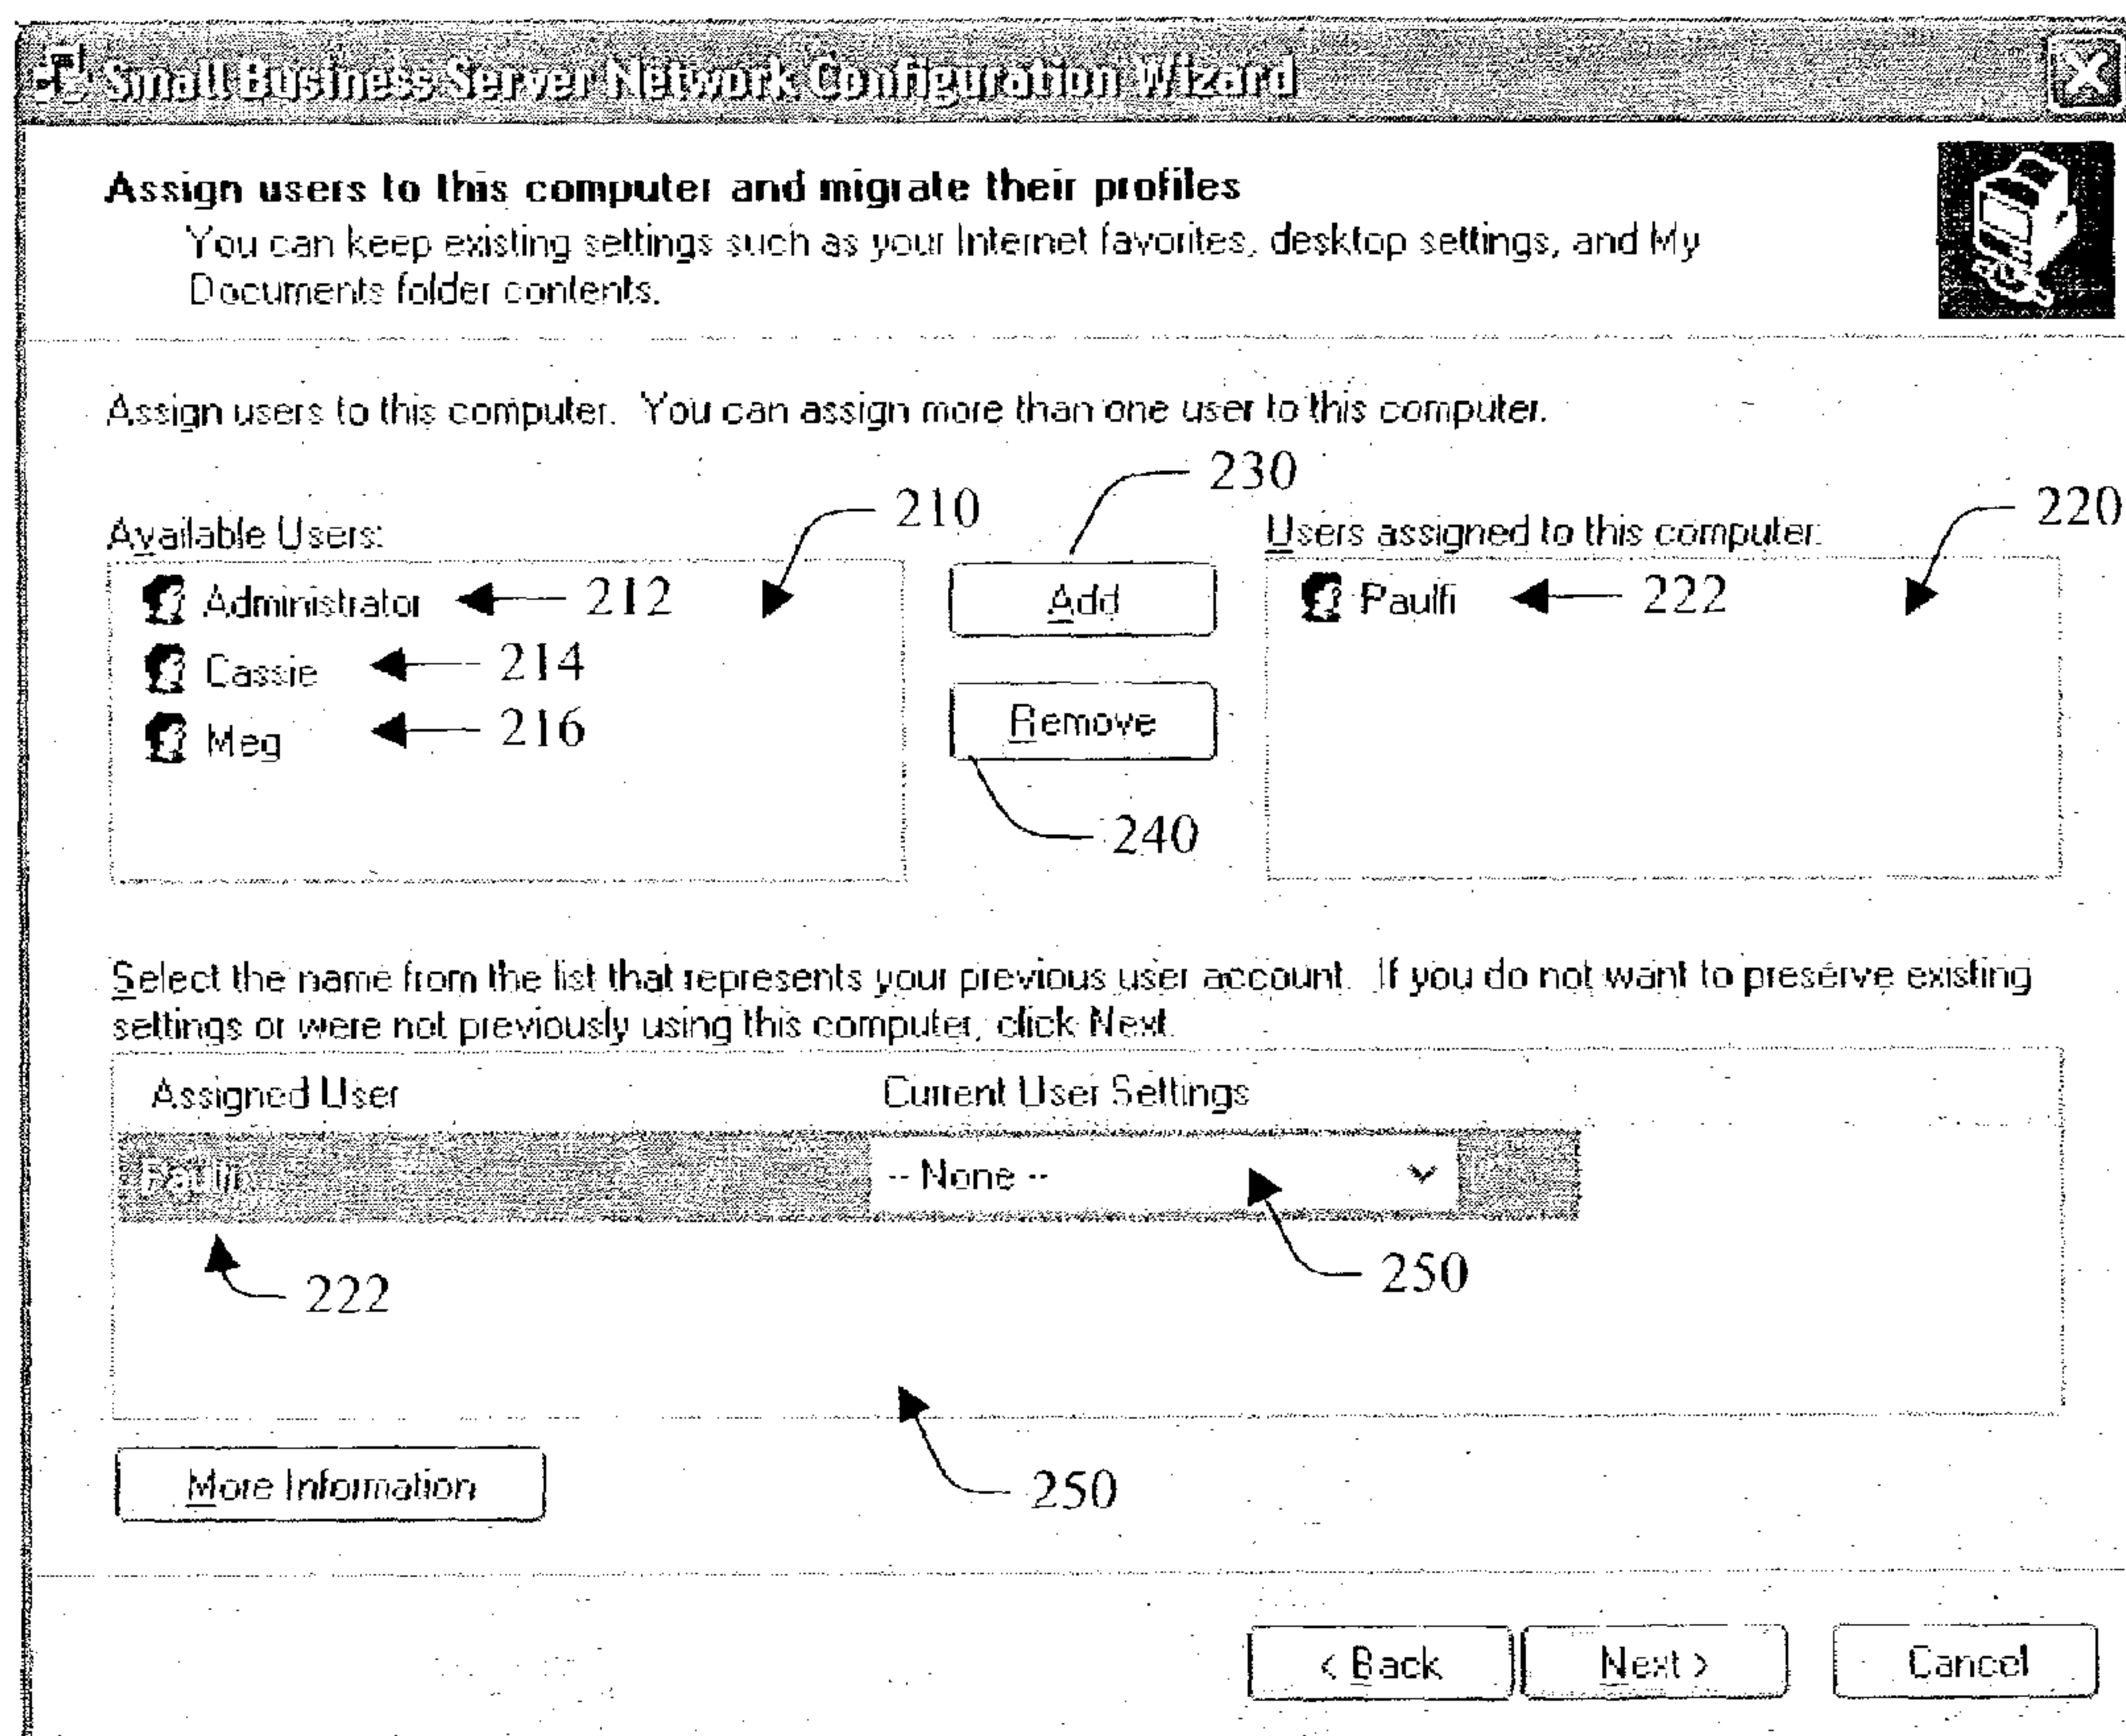 Small Business Server Network Configuration Wizard
Assign users to this computer and migrate their profiles
You can keep existing settings such as your Internet favorites, desktop settings, and My
Documents folder contents.
Assign users to this computer. You can assign more than one user to this computer.
230
210
220
Available Users:
Users assigned to this computer:
Administrator 212
Add
Paulfi 222
Cassie 214
Meg 216
Remove
240
Select the name from the list that represents your previous user account. If you do not want to preserve existing
settings or were not previously using this computer, click Next.
Assigned User Current User Settings
Paulfi -- None --
222
250
250
More Information
< Back Next > Cancel